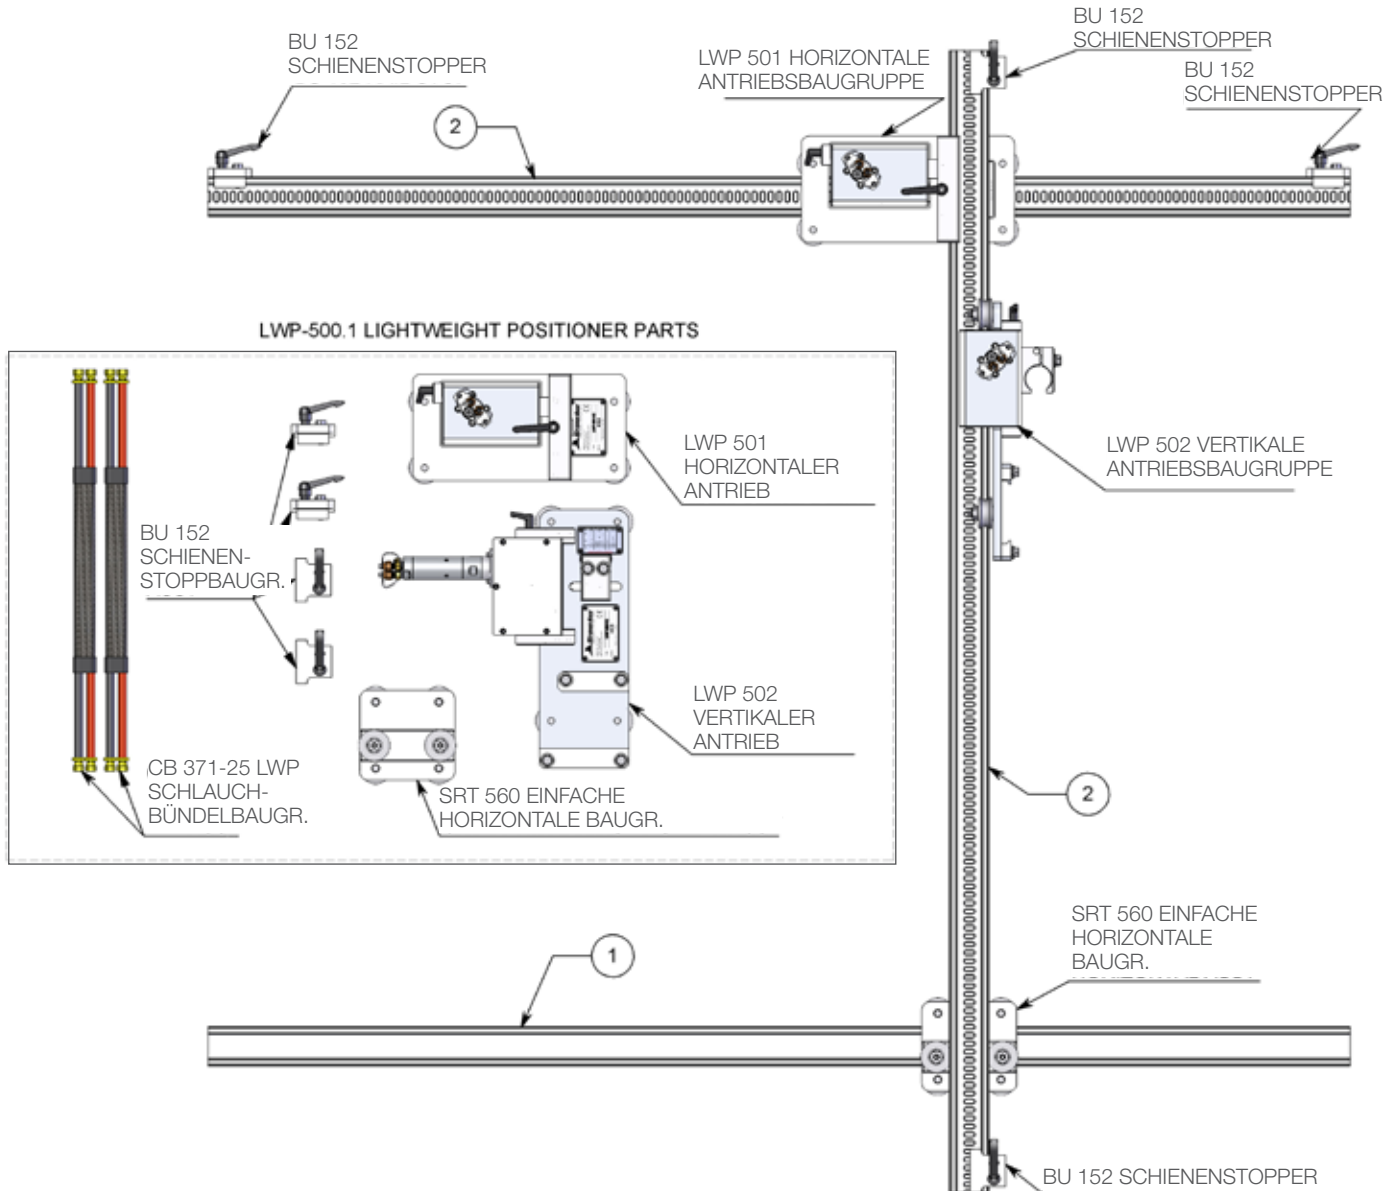 BU 152
SCHIENENSTOPPER
BU 152
SCHIENENSTOPPER
LWP 501 HORIZONTALE
ANTRIEBSBAUGRUPPE
BU 152
SCHIENENSTOPPER
2
LWP-500.1 LIGHTWEIGHT POSITIONER PARTS
LWP 501
HORIZONTALER
ANTRIEB
LWP 502 VERTIKALE
ANTRIEBSBAUGRUPPE
BU 152
SCHIENEN-
STOPPBAUGR.
LWP 502
VERTIKALER
ANTRIEB
CB 371-25 LWP
SCHLAUCH-
BÜNDELBAUGR.
SRT 560 EINFACHE
HORIZONTALE BAUGR.
2
SRT 560 EINFACHE
HORIZONTALE
BAUGR.
1
BU 152 SCHIENENSTOPPER